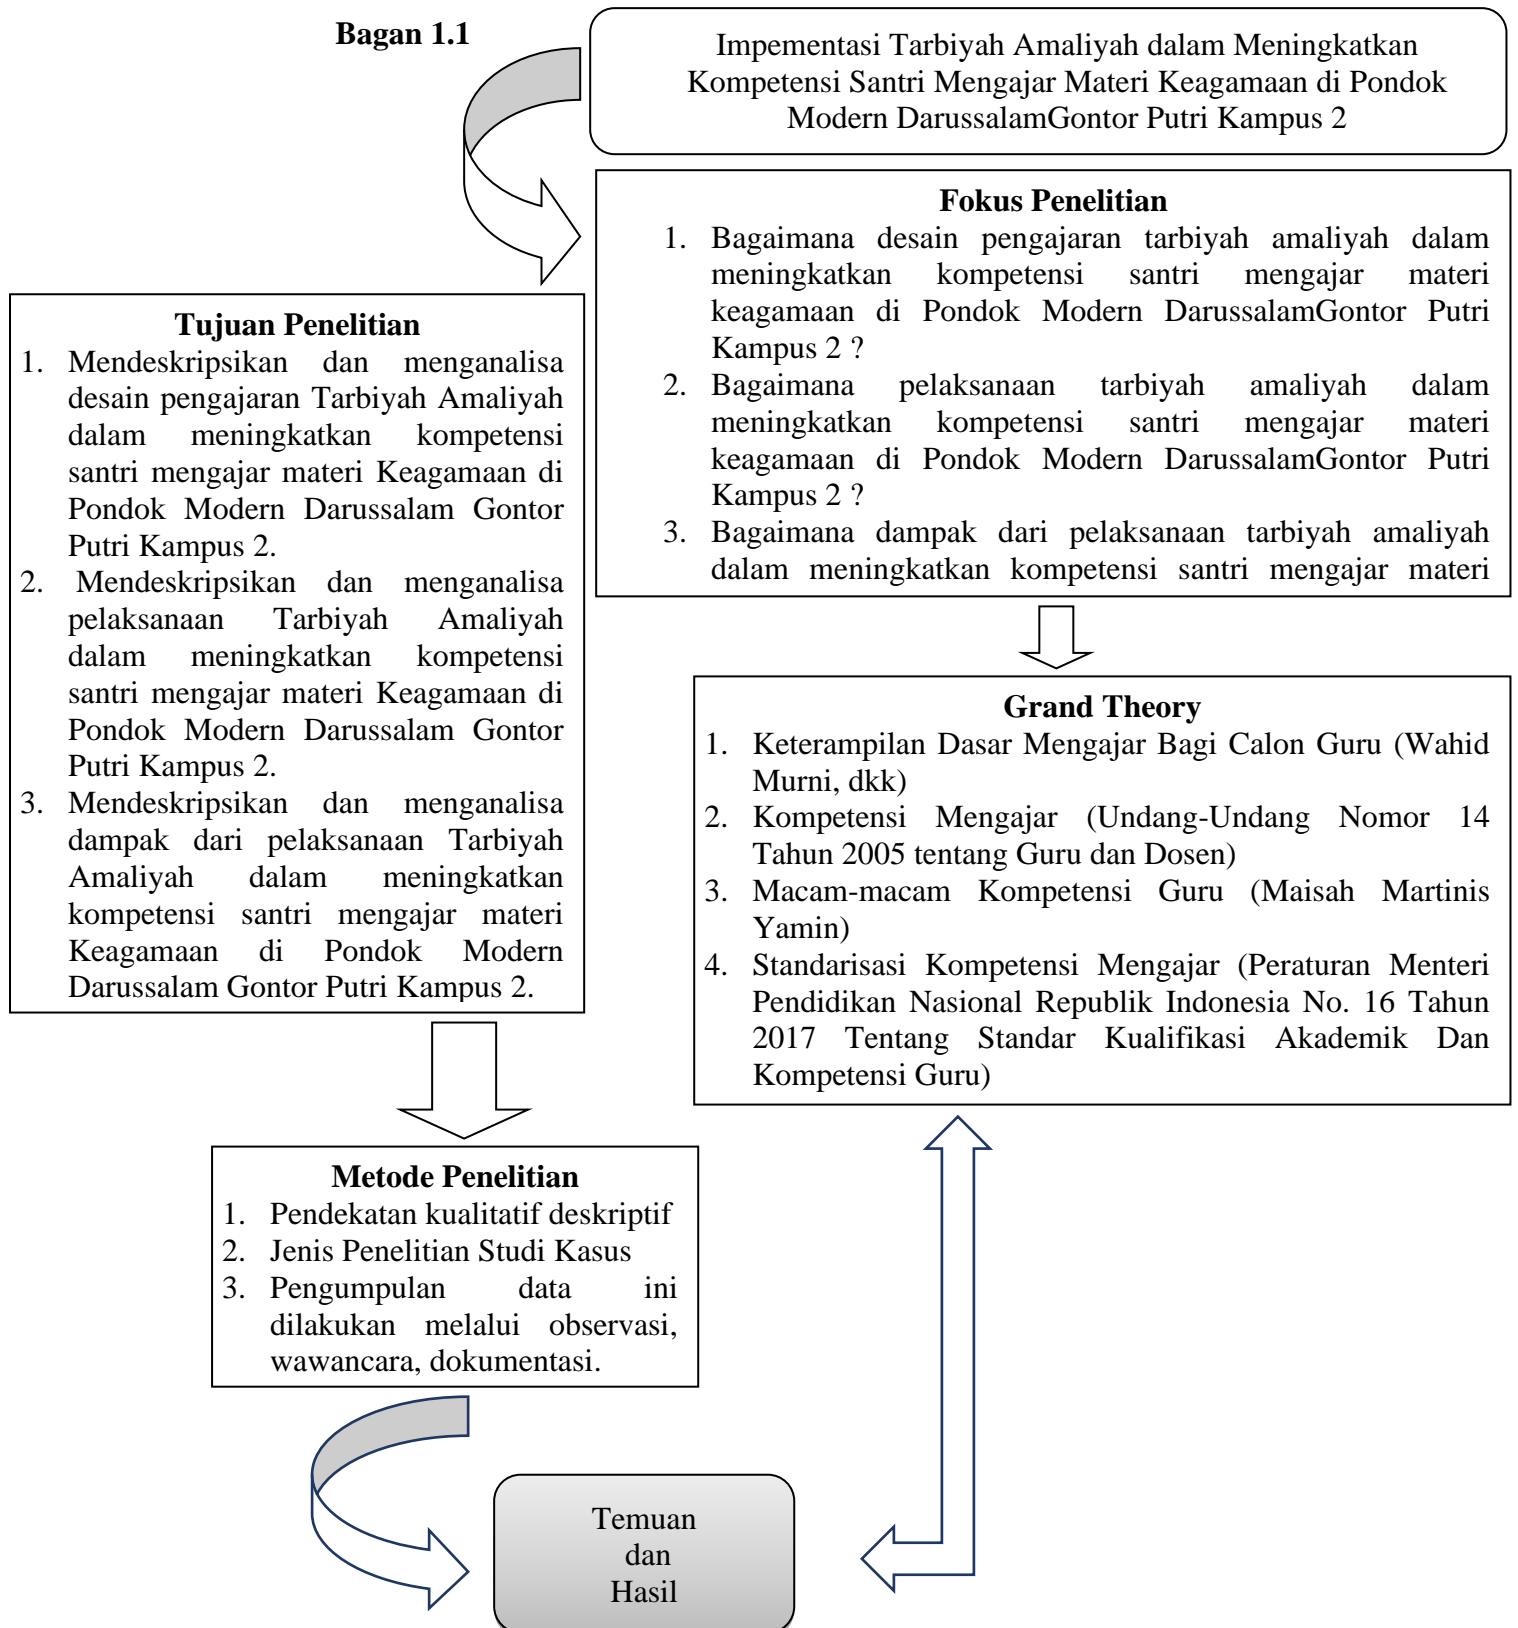 Bagan 1.1
Impementasi Tarbiyah Amaliyah dalam Meningkatkan
Kompetensi Santri Mengajar Materi Keagamaan di Pondok
Modern DarussalamGontor Putri Kampus 2
Fokus Penelitian
1. Bagaimana desain pengajaran tarbiyah amaliyah dalam
meningkatkan kompetensi santri mengajar materi
keagamaan di Pondok Modern DarussalamGontor Putri
Kampus 2 ?
2. Bagaimana pelaksanaan tarbiyah amaliyah dalam
meningkatkan kompetensi santri mengajar materi
keagamaan di Pondok Modern DarussalamGontor Putri
Kampus 2 ?
3. Bagaimana dampak dari pelaksanaan tarbiyah amaliyah
dalam meningkatkan kompetensi santri mengajar materi
Tujuan Penelitian
1. Mendeskripsikan dan menganalisa
desain pengajaran Tarbiyah Amaliyah
dalam meningkatkan kompetensi
santri mengajar materi Keagamaan di
Pondok Modern Darussalam Gontor
Putri Kampus 2.
2. Mendeskripsikan dan menganalisa
pelaksanaan Tarbiyah Amaliyah
dalam meningkatkan kompetensi
santri mengajar materi Keagamaan di
Pondok Modern Darussalam Gontor
Putri Kampus 2.
3. Mendeskripsikan dan menganalisa
dampak dari pelaksanaan Tarbiyah
Amaliyah dalam meningkatkan
kompetensi santri mengajar materi
Keagamaan di Pondok Modern
Darussalam Gontor Putri Kampus 2.
Grand Theory
1. Keterampilan Dasar Mengajar Bagi Calon Guru (Wahid
Murni, dkk)
2. Kompetensi Mengajar (Undang-Undang Nomor 14
Tahun 2005 tentang Guru dan Dosen)
3. Macam-macam Kompetensi Guru (Maisah Martinis
Yamin)
4. Standarisasi Kompetensi Mengajar (Peraturan Menteri
Pendidikan Nasional Republik Indonesia No. 16 Tahun
2017 Tentang Standar Kualifikasi Akademik Dan
Kompetensi Guru)
Metode Penelitian
1. Pendekatan kualitatif deskriptif
2. Jenis Penelitian Studi Kasus
3. Pengumpulan data ini
dilakukan melalui observasi,
wawancara, dokumentasi.
Temuan
dan
Hasil